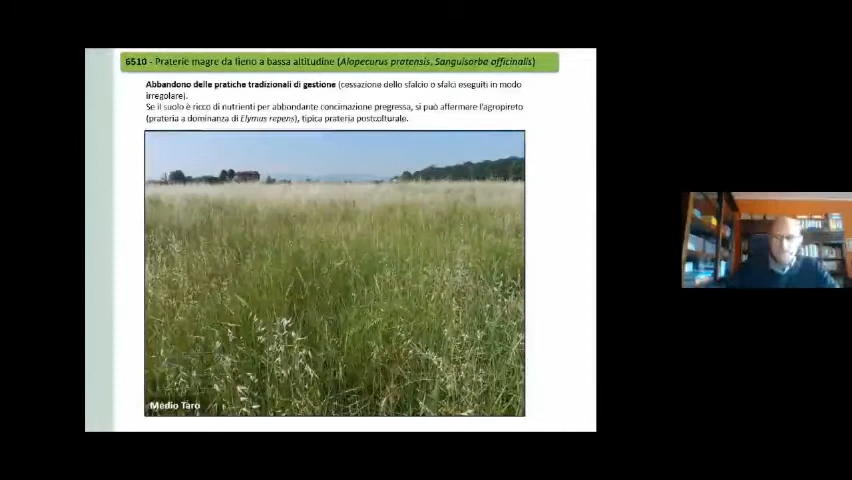 6510 - Praterie magre da fieno a bassa altitudine (Alopecurus pratensis, Sanguisorba officinalis)
Abbandono delle pratiche tradizionali di gestione (cessazione dello sfalcio o sfalci eseguiti in modo
irregolare).
Se il suolo è ricco di nutrienti per abbondante concimazione pregressa, si può affermare l'agropireto
(prateria a dominanza di Elymus repens), tipica prateria postcolturale.
Medio Taro